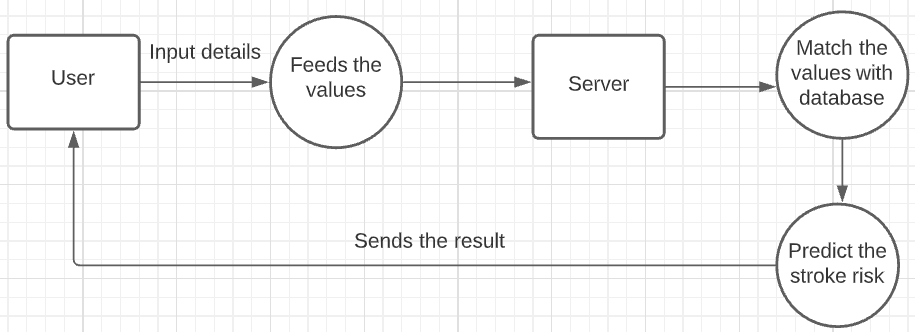 User
Input details
Feeds the
values
Server
Match the
values with
database
Sends the result
Predict the
stroke risk